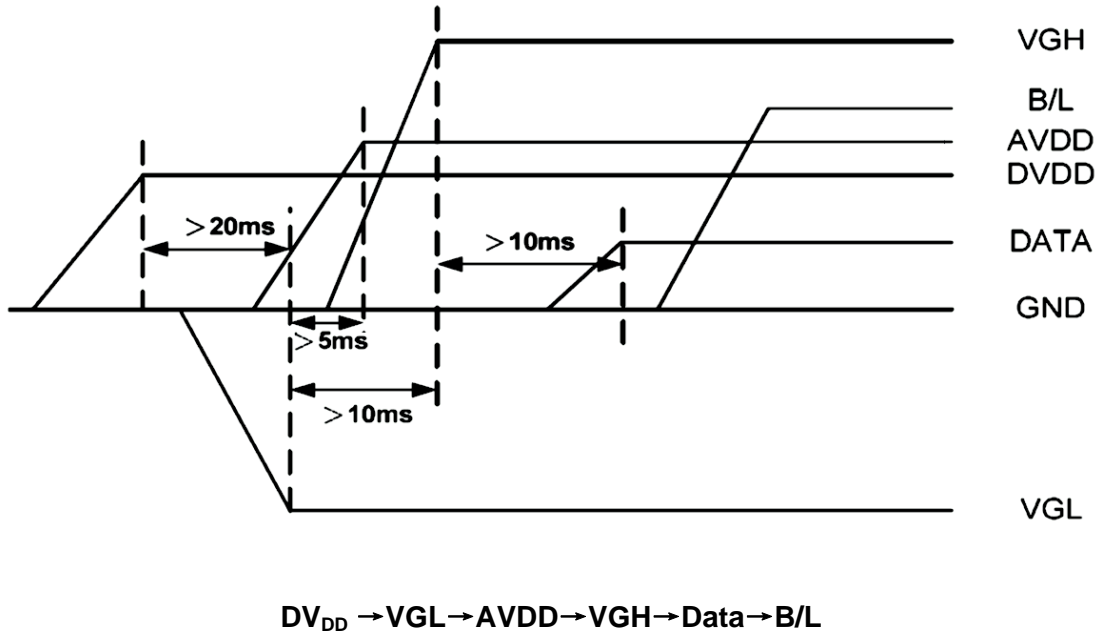 VGH
B/L
AVDD
DVDD
>20ms
>10ms
DATA
GND
>5ms
>10ms
VGL
DVDD →VGL→AVDD→VGH→Data→B/L